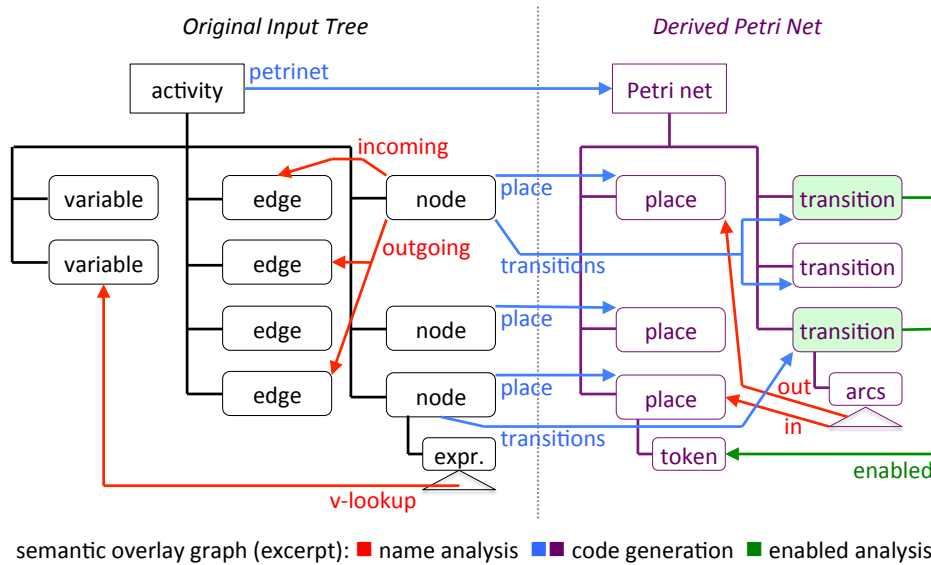 Original Input Tree
Derived Petri Net
petrinet
activity
Petri net
incoming
variable
edge
node
place
place
transition
outgoing
variable
edge
transitions
transition
edge
node
place
place
transition
edge
node
place
place
out
arcs
in
transitions
expr.
token
enabled
v-lookup
semantic overlay graph (excerpt): name analysis code generation enabled analysis